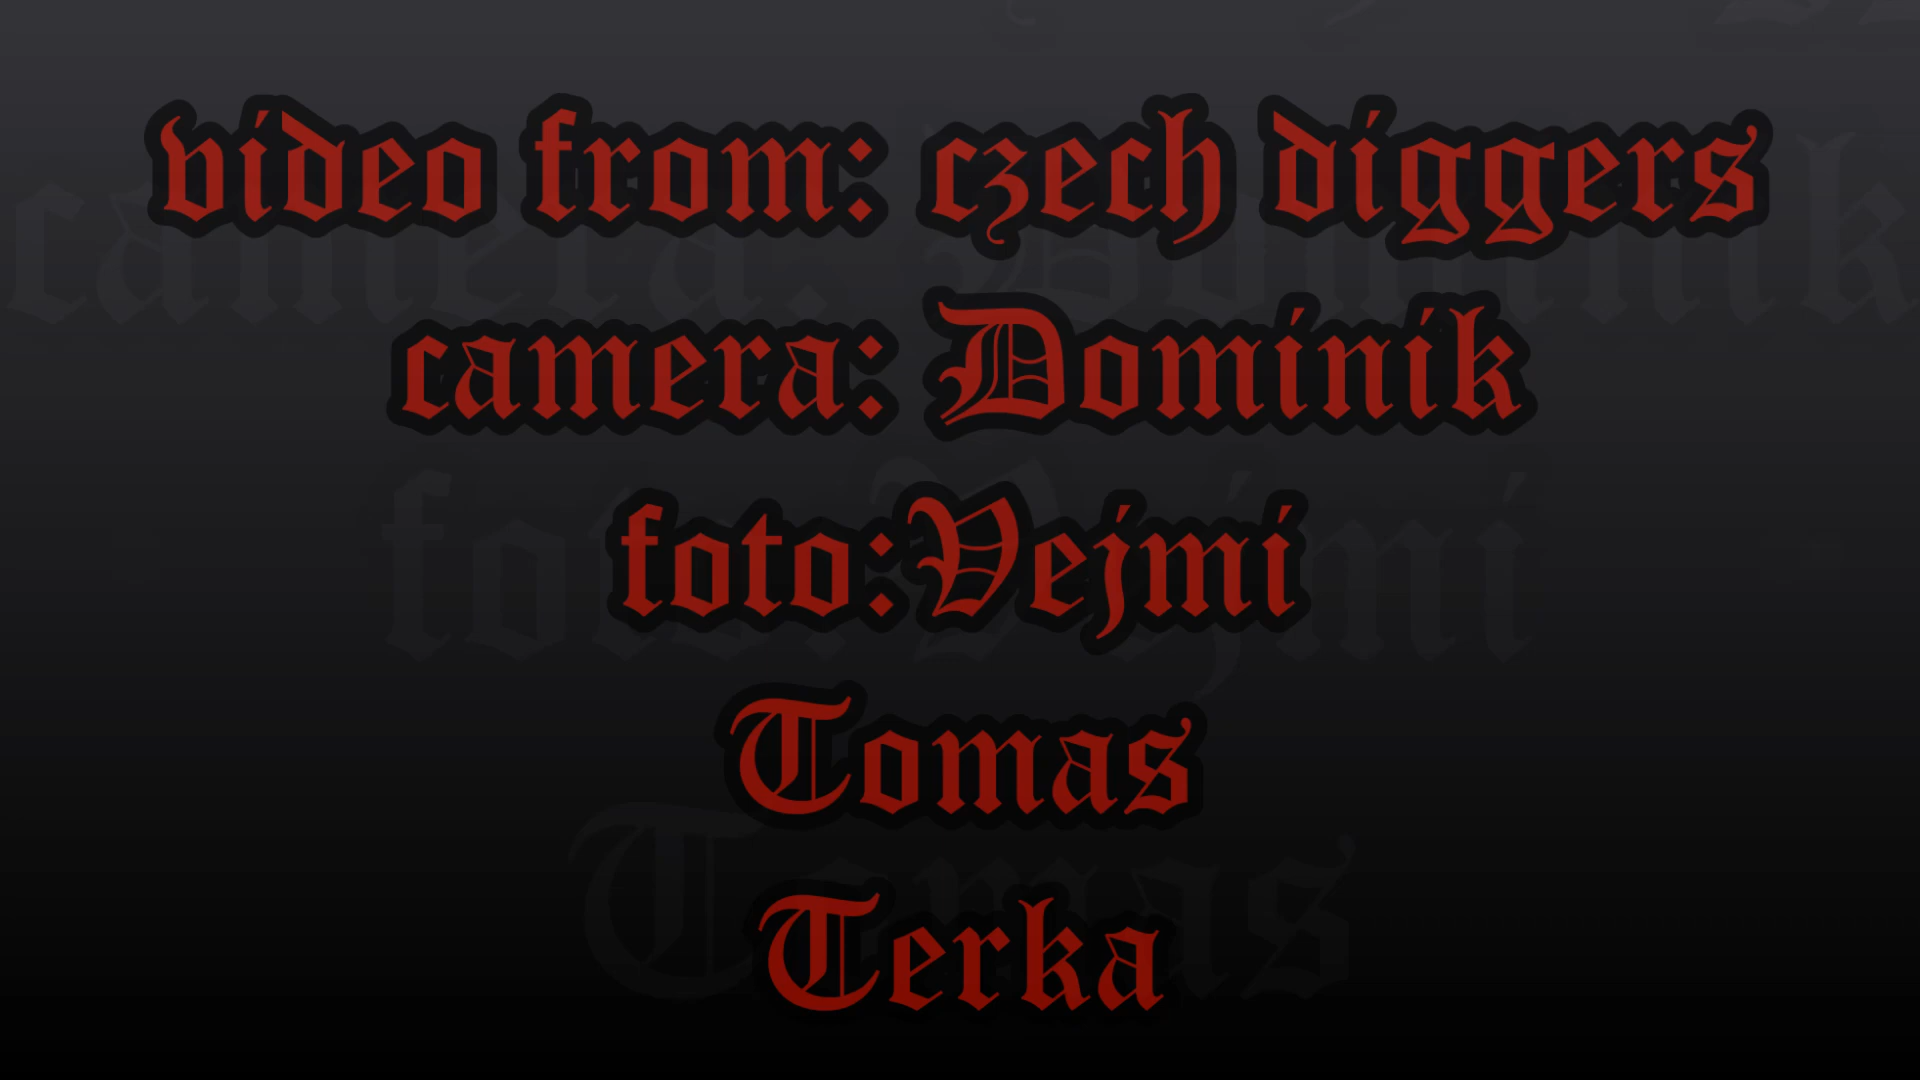 video from: czech diggers
camera: Dominik
foto:Vejmi
Tomas
Terka